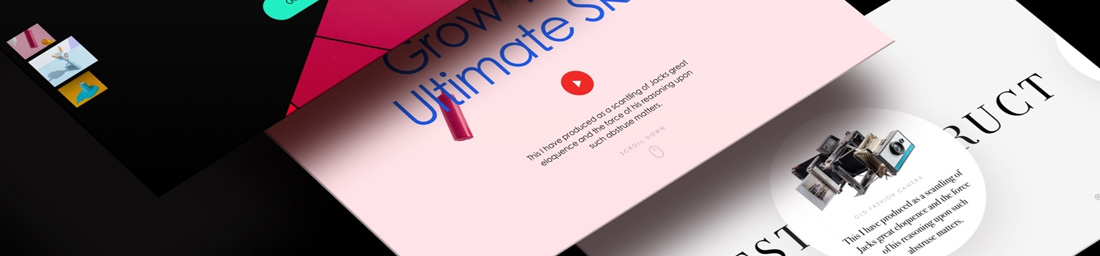 Grow
Ultimate
This I have produced as a scantling of Jacks great
eloquence and the force of his reasoning upon
such abstruse matters.
SCROLL DOWN
RUCT
EST
OLD FASHION CAMERA
This I have produced as a scantling of
Jacks great eloquence and the force
of his reasoning upon such
abstruse matters.